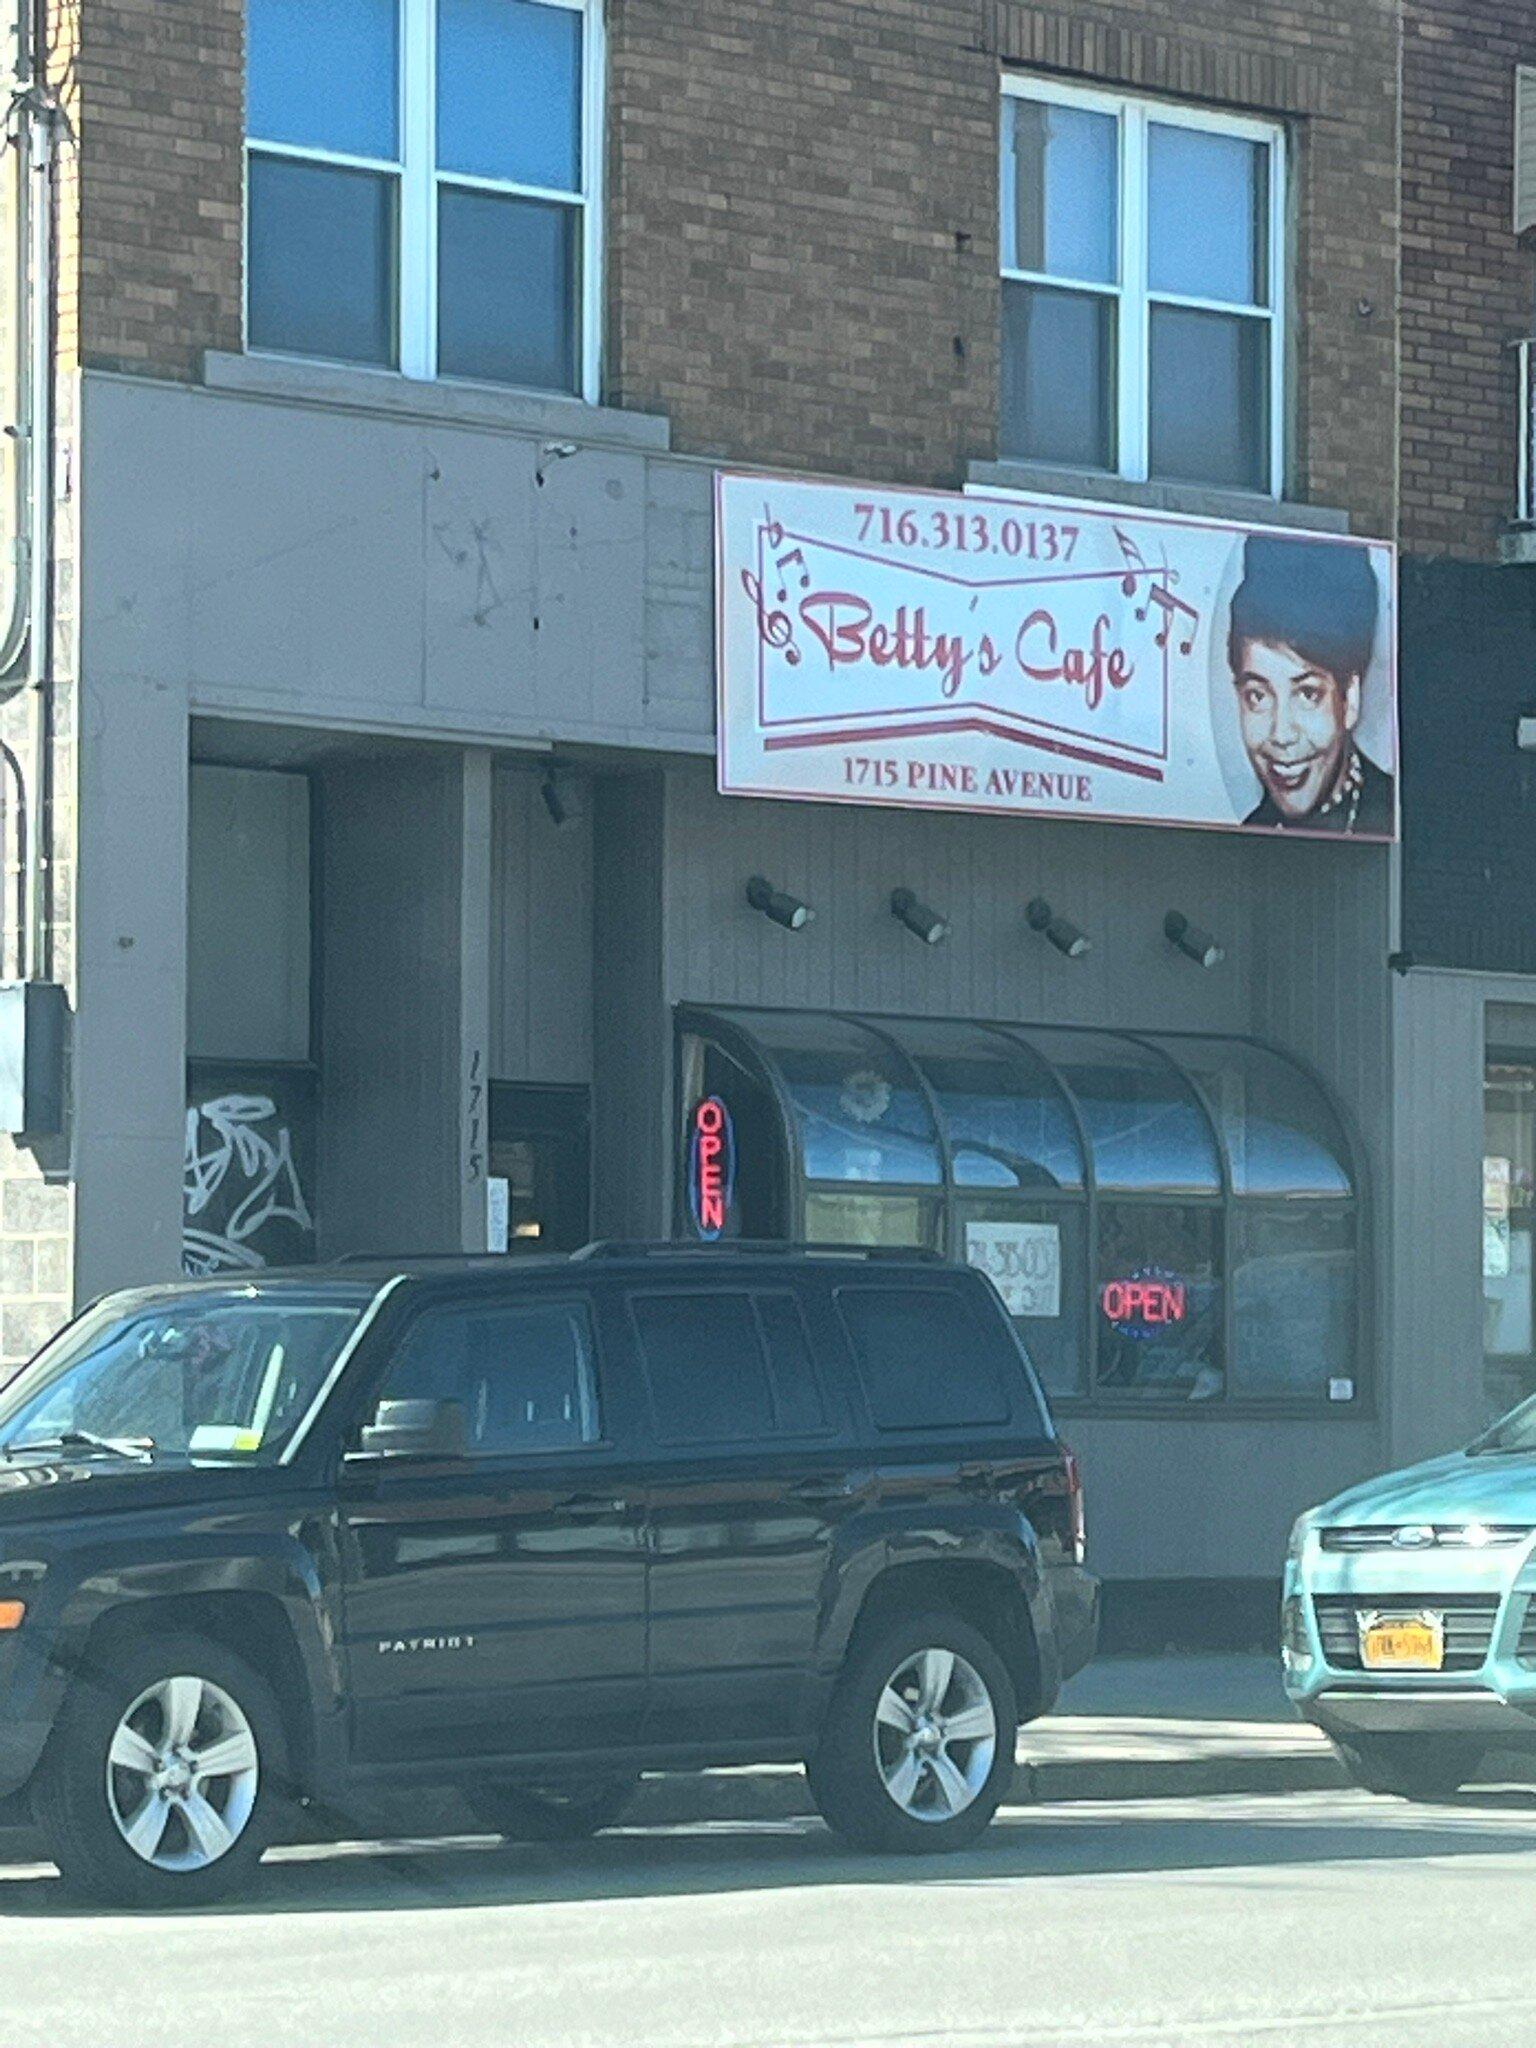 716.313.0137
Betty's Cafe
1715 PINE AVENUE
1715
OPEN
OPEN
PATRIOT